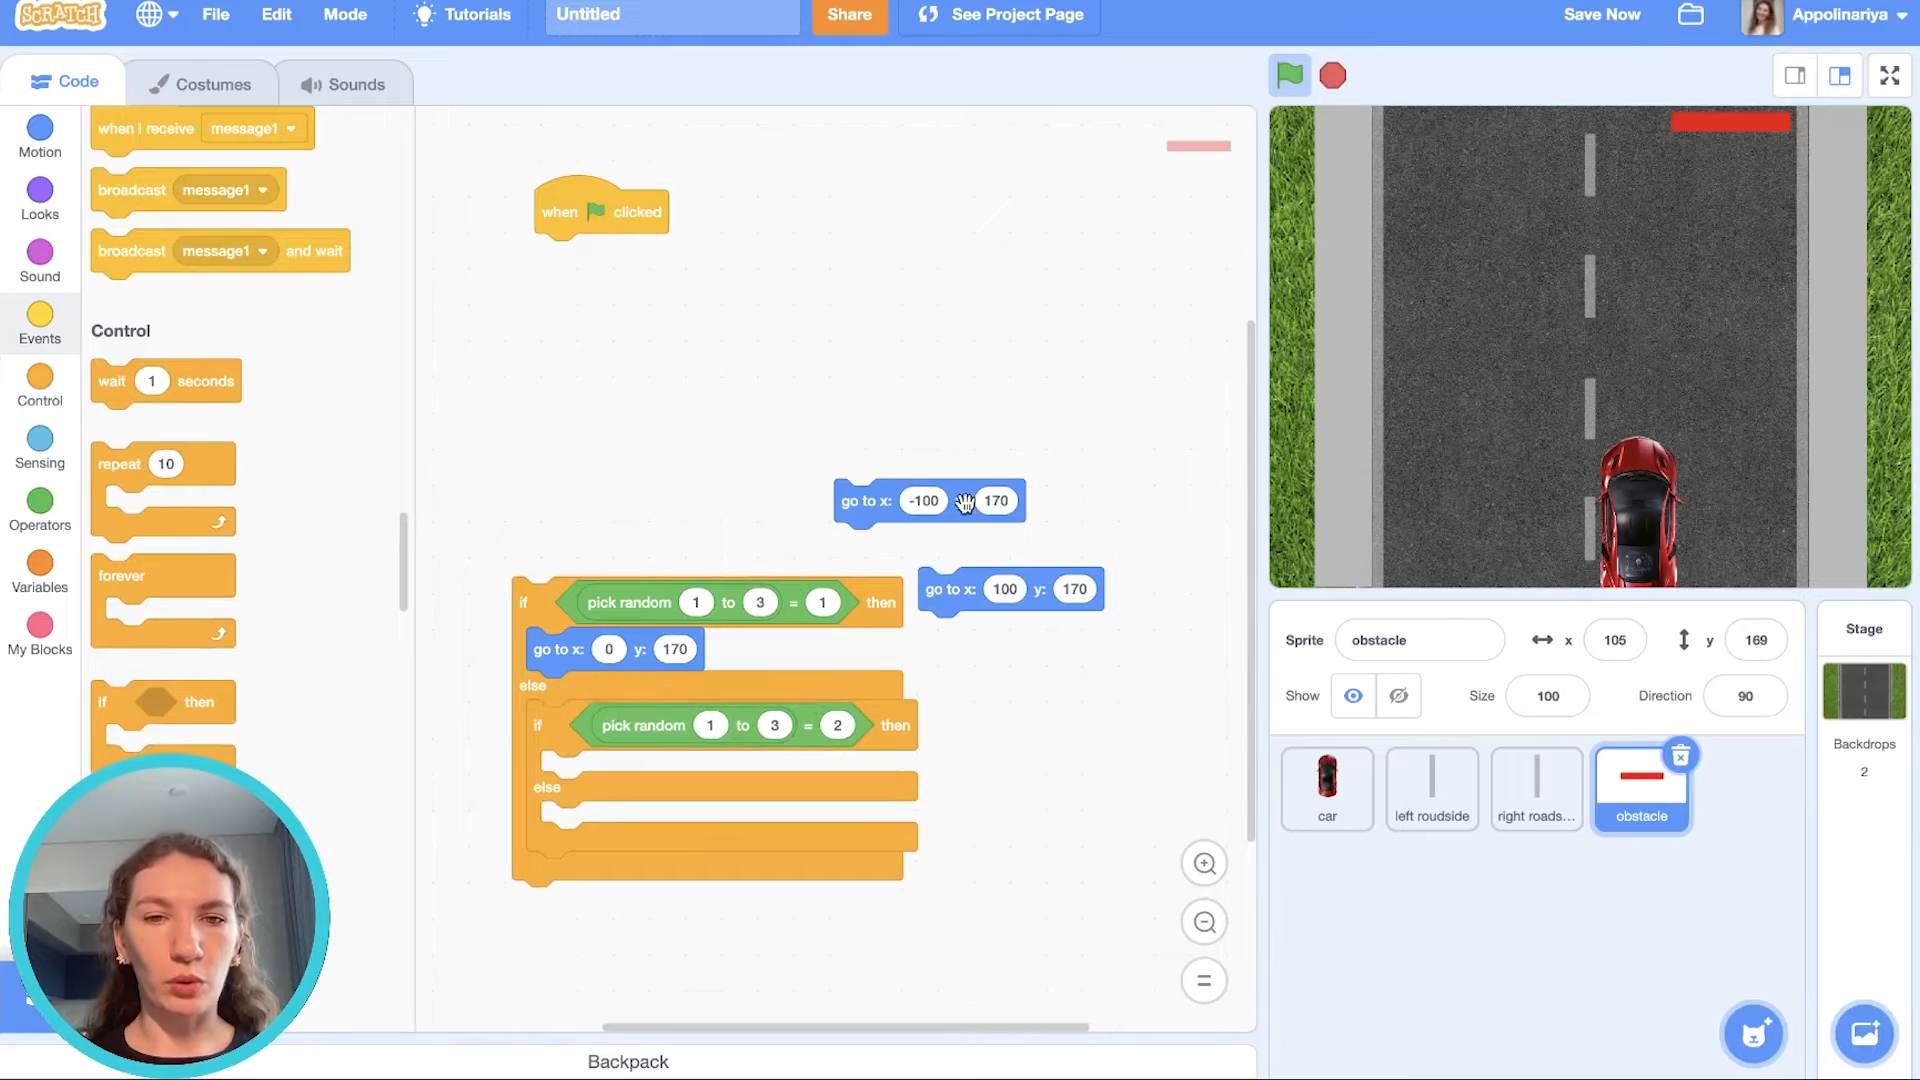 SCRATCH
File
Edit
Mode
Tutorials
Untitled
Share
See Project Page
Save Now
Appolinariya
Code
Costumes
Sounds
Motion
Looks
Sound
Events
Control
Sensing
Operators
Variables
My Blocks
when I receive message1
broadcast message1
broadcast message1 and wait
Control
wait 1 seconds
repeat 10
forever
if then
when clicked
go to x: -100 170
go to x: 100 y: 170
if pick random 1 to 3 = 1 then
go to x: 0 y: 170
else
if pick random 1 to 3 = 2 then
else
Backpack
Sprite obstacle x 105 y 169
Show Size 100 Direction 90
car
left roudside
right roads...
obstacle
Stage
Backdrops
2